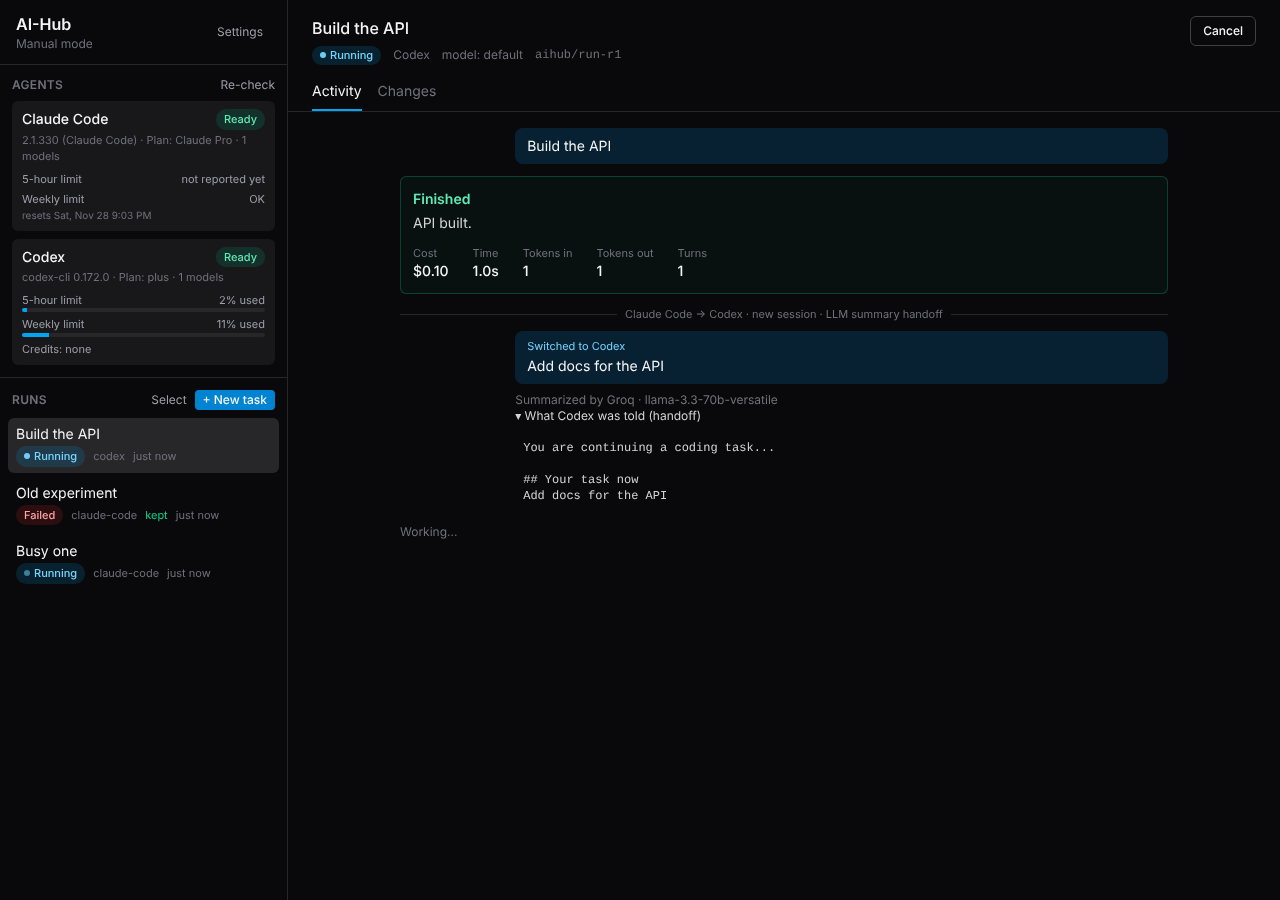 AI-Hub
Manual mode
Settings
AGENTS
Re-check
Claude Code
Ready
2.1.330 (Claude Code) · Plan: Claude Pro · 1
models
5-hour limit
not reported yet
Weekly limit
OK
resets Sat, Nov 28 9:03 PM
Codex
Ready
codex-cli 0.172.0 · Plan: plus · 1 models
5-hour limit
2% used
Weekly limit
11% used
Credits: none
RUNS
Select
+ New task
Build the API
Running
codex
just now
Old experiment
Failed
claude-code
kept
just now
Busy one
Running
claude-code
just now
Build the API
Running
Codex
model: default
aihub/run-r1
Cancel
Activity
Changes
Build the API
Finished
API built.
Cost
Time
Tokens in
Tokens out
Turns
$0.10
1.0s
1
1
1
Claude Code → Codex · new session · LLM summary handoff
Switched to Codex
Add docs for the API
Summarized by Groq · llama-3.3-70b-versatile
▾ What Codex was told (handoff)
You are continuing a coding task...
## Your task now
Add docs for the API
Working...